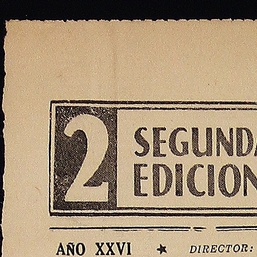 2
SEGUNDA
EDICION
AÑO XXVI ★ DIRECTOR: